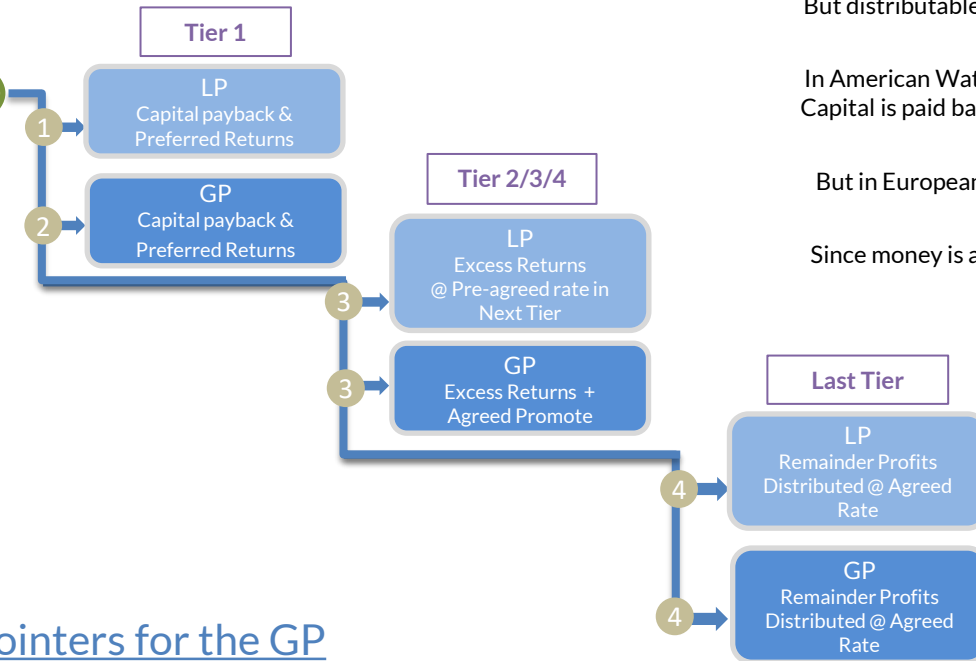 But distributable
Tier 1
LP
Capital payback &
Preferred Returns
1
In American Wat
Capital is paid ba
GP
Capital payback &
Preferred Returns
2
Tier 2/3/4
But in European
LP
Excess Returns
@ Pre-agreed rate in
Next Tier
3
Since money is a
GP
Excess Returns +
Agreed Promote
3
Last Tier
LP
Remainder Profits
Distributed @ Agreed
Rate
4
GP
Remainder Profits
Distributed @ Agreed
Rate
4
ointers for the GP